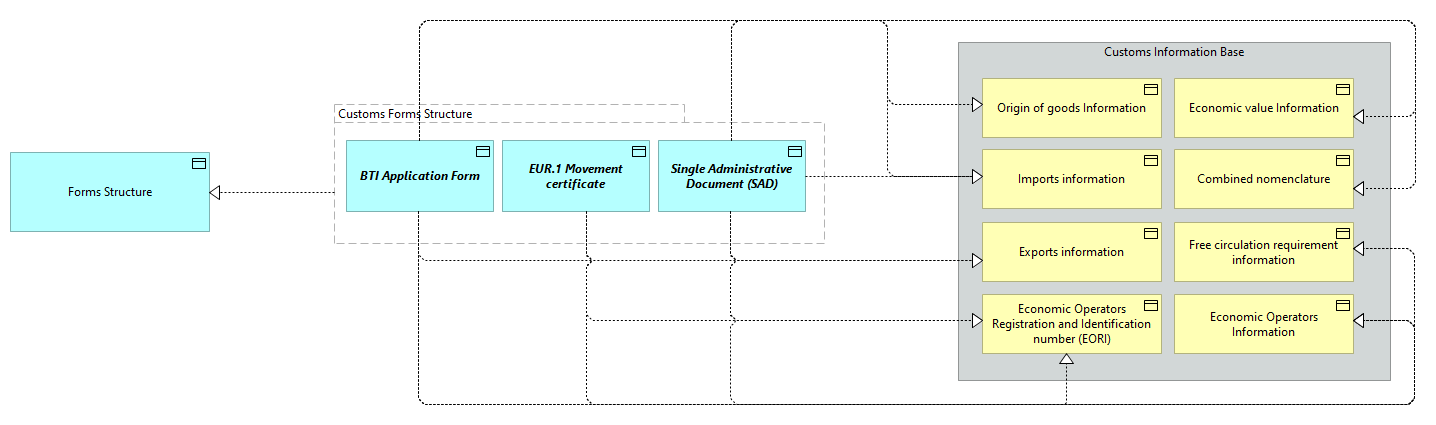 Customs Information Base
Origin of goods Information
Economic value Information
Customs Forms Structure
BTI Application Form
EUR.1 Movement
certificate
Single Administrative
Document (SAD)
Forms Structure
Imports information
Combined nomenclature
Exports information
Free circulation requirement
information
Economic Operators
Registration and Identification
number (EORI)
Economic Operators
Information